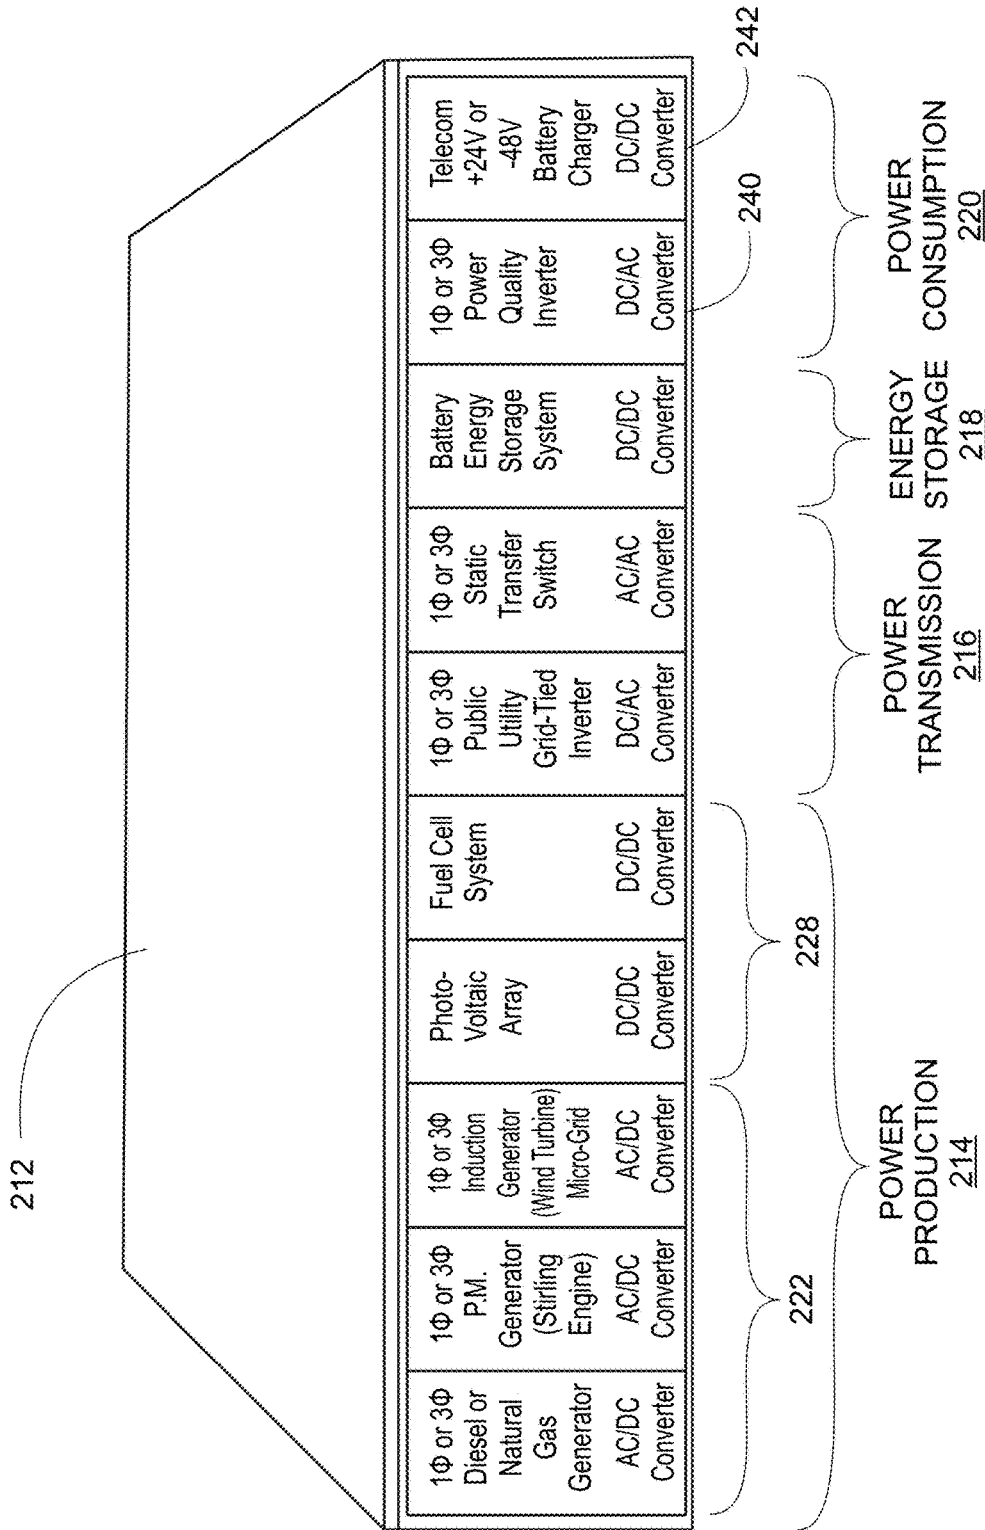 212
1Φ or 3Φ
Diesel or
Natural
Gas
Generator
AC/DC
Converter
1Φ or 3Φ
P.M.
Generator
(Stirling
Engine)
AC/DC
Converter
1Φ or 3Φ
Induction
Generator
(Wind Turbine)
Micro-Grid
AC/DC
Converter
Photo-
Voltaic
Array
DC/DC
Converter
Fuel Cell
System
DC/DC
Converter
1Φ or 3Φ
Public
Utility
Grid-Tied
Inverter
DC/AC
Converter
1Φ or 3Φ
Static
Transfer
Switch
AC/AC
Converter
Battery
Energy
Storage
System
DC/DC
Converter
1Φ or 3Φ
Power
Quality
Inverter
DC/AC
Converter
Telecom
+24V or
-48V
Battery
Charger
DC/DC
Converter
222
228
240
242
POWER
PRODUCTION
214
POWER
TRANSMISSION
216
ENERGY
STORAGE
218
POWER
CONSUMPTION
220